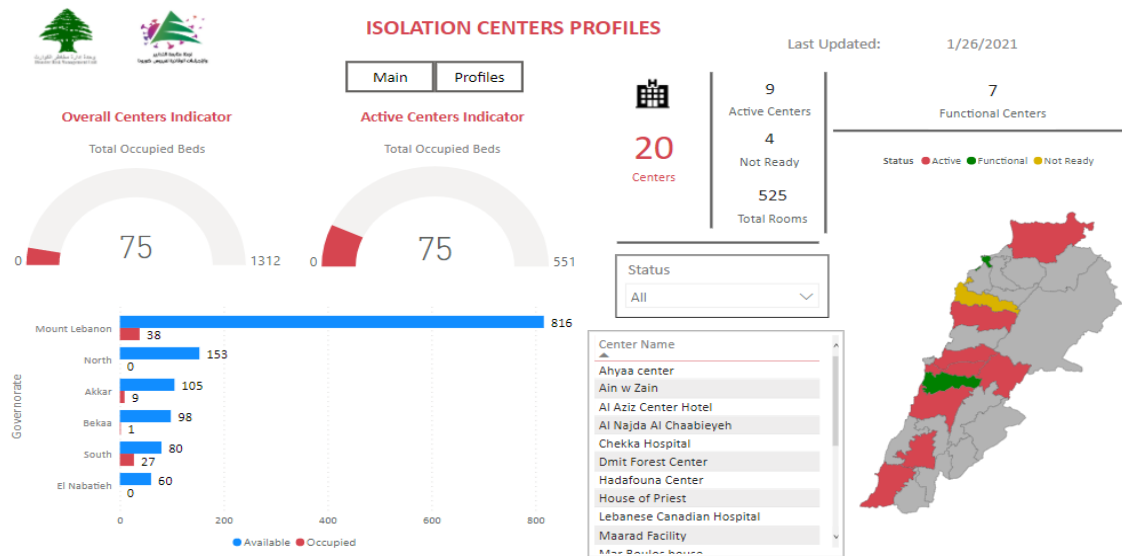 ISOLATION CENTERS PROFILES
Last Updated: 1/26/2021
Main
Profiles
Overall Centers Indicator
Total Occupied Beds
75
0
1312
Active Centers Indicator
Total Occupied Beds
75
0
551
20
Centers
9
Active Centers
4
Not Ready
525
Total Rooms
7
Functional Centers
Status Active Functional Not Ready
Status
All
Governorate
Mount Lebanon 816
38
North 153
0
Akkar 105
9
Bekaa 98
1
South 80
27
El Nabatieh 60
0
0 200 400 600 800
Available Occupied
Center Name
Ahyaa center
Ain w Zain
Al Aziz Center Hotel
Al Najda Al Chaabieyeh
Chekka Hospital
Dmit Forest Center
Hadafouna Center
House of Priest
Lebanese Canadian Hospital
Maarad Facility
Mar Boulos house